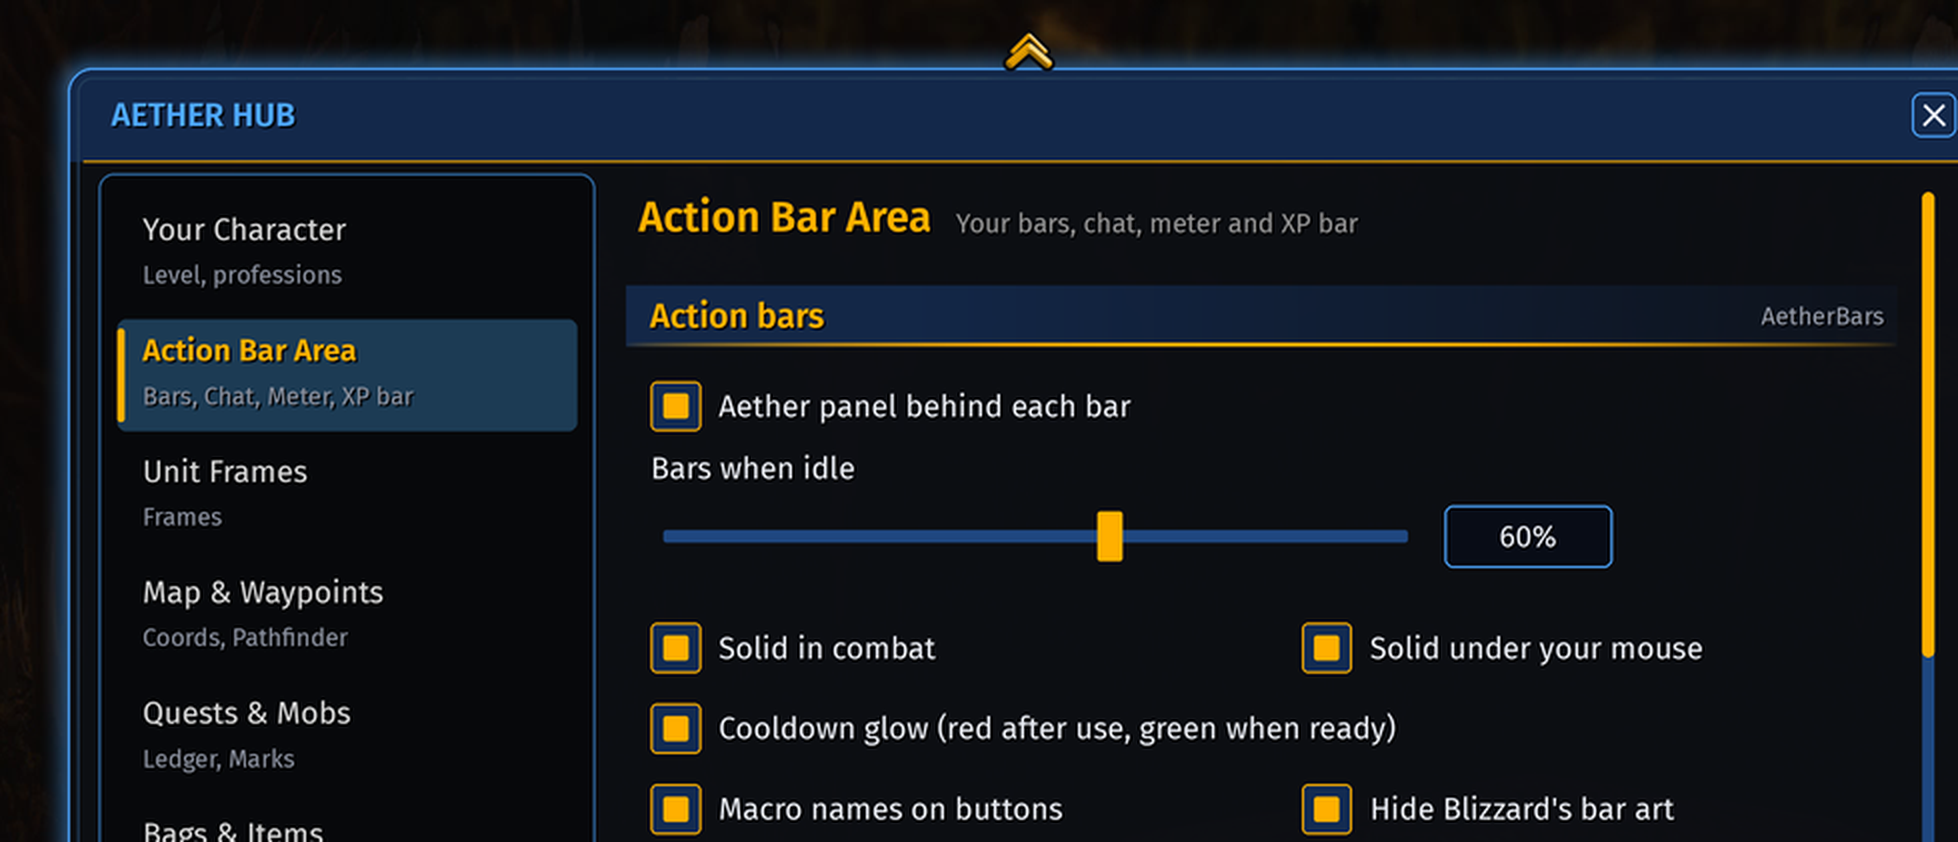 AETHER HUB
Your Character
Level, professions
Action Bar Area
Bars, Chat, Meter, XP bar
Unit Frames
Frames
Map & Waypoints
Coords, Pathfinder
Quests & Mobs
Ledger, Marks
Bags & Items
Action Bar Area Your bars, chat, meter and XP bar
Action bars AetherBars
Aether panel behind each bar
Bars when idle
60%
Solid in combat Solid under your mouse
Cooldown glow (red after use, green when ready)
Macro names on buttons Hide Blizzard's bar art